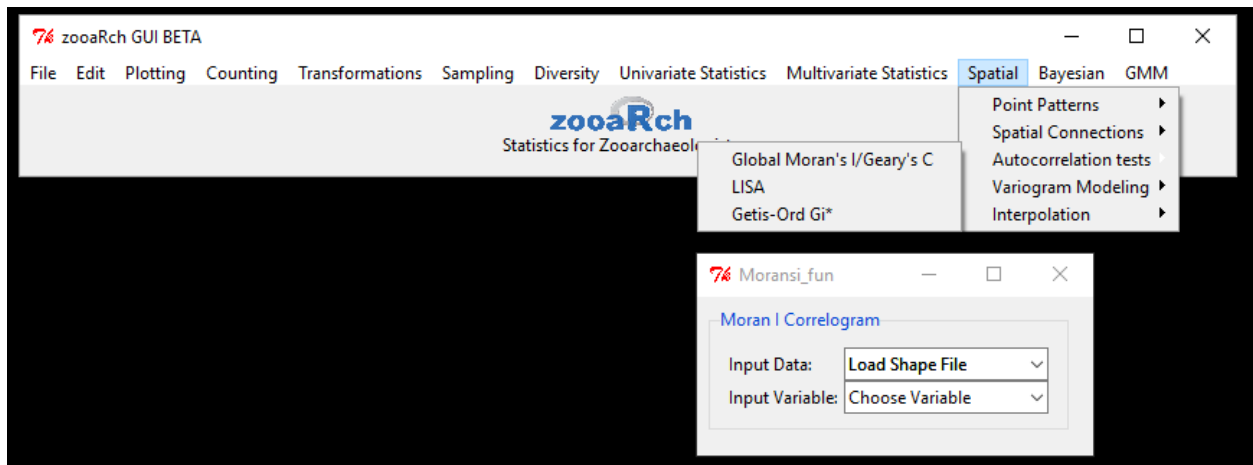 zooaRch GUI BETA
File Edit Plotting Counting Transformations Sampling Diversity Univariate Statistics Multivariate Statistics Spatial Bayesian GMM
zooaRch
Statistics for
Point Patterns
Spatial Connections
Autocorrelation tests
Variogram Modeling
Interpolation
Global Moran's I/Geary's C
LISA
Getis-Ord Gi*
Moransi_fun
Moran I Correlogram
Input Data: Load Shape File
Input Variable: Choose Variable